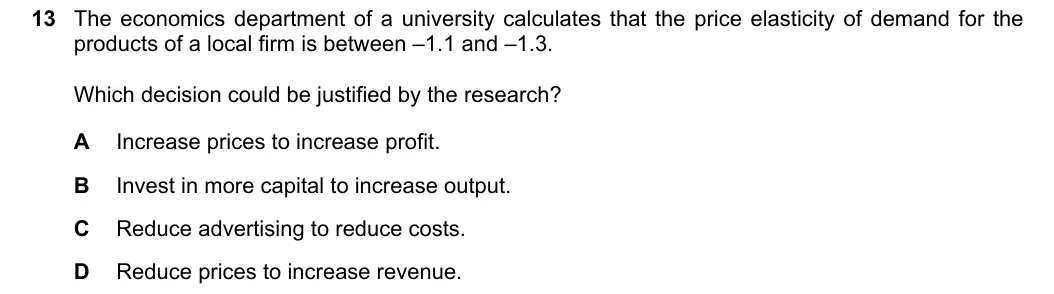 13 The economics department of a university calculates that the price elasticity of demand for the
products of a local firm is between –1.1 and –1.3.
Which decision could be justified by the research?
A Increase prices to increase profit.
B Invest in more capital to increase output.
C Reduce advertising to reduce costs.
D Reduce prices to increase revenue.